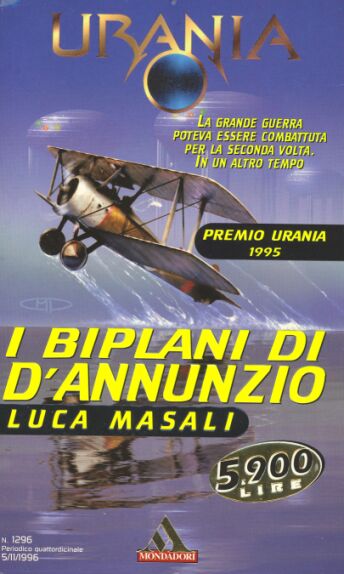 URANIA
LA GRANDE GUERRA
POTEVA ESSERE COMBATTUTA
PER LA SECONDA VOLTA.
IN UN ALTRO TEMPO
PREMIO URANIA
1995
I BIPLANI DI
D'ANNUNZIO
LUCA MASALI
5.900
LIRE
N. 1296
Periodico quattordicinale
5/11/1996
MONDADORI